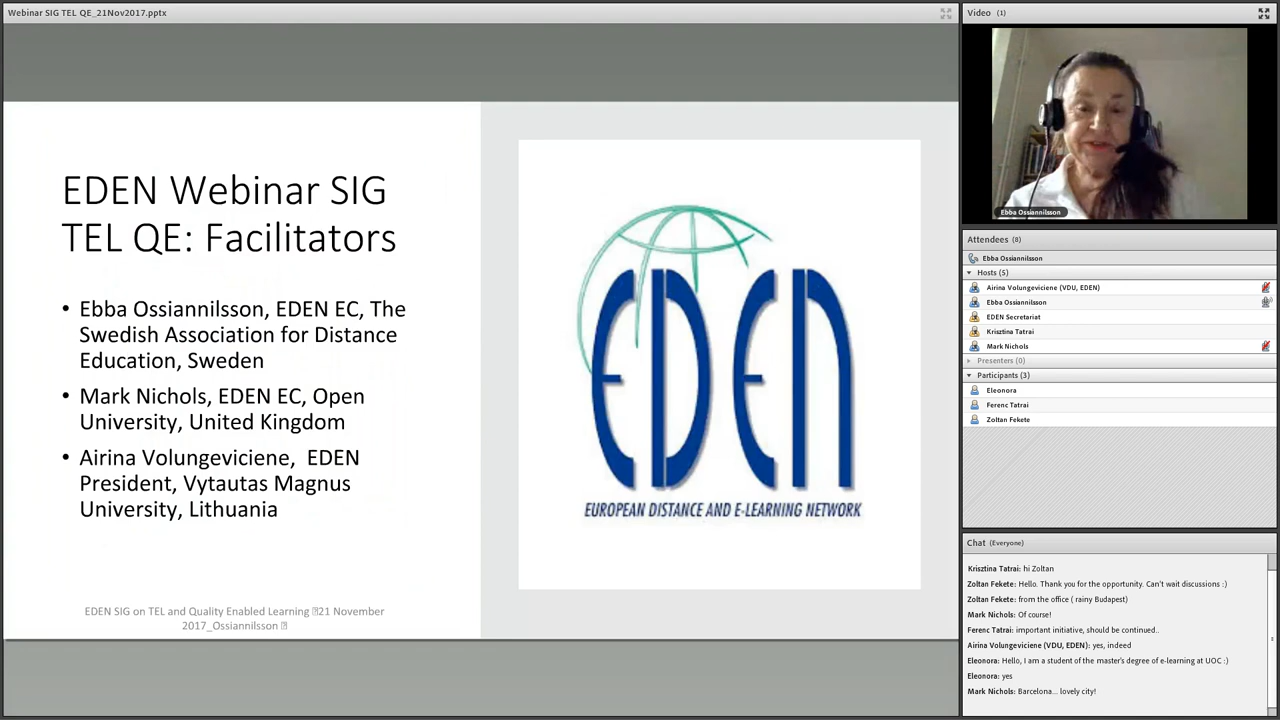 Webinar SIG TEL QE_21Nov2017.pptx
EDEN Webinar SIG
TEL QE: Facilitators
• Ebba Ossiannilsson, EDEN EC, The
Swedish Association for Distance
Education, Sweden
• Mark Nichols, EDEN EC, Open
University, United Kingdom
• Airina Volungeviciene,  EDEN
President, Vytautas Magnus
University, Lithuania
EDEN SIG on TEL and Quality Enabled Learning 21 November
2017_Ossiannilsson
EDEN
EUROPEAN DISTANCE AND E-LEARNING NETWORK
Video (1)
Ebba Ossiannilsson
Attendees (8)
Ebba Ossiannilsson
Hosts (5)
Airina Volungeviciene (VDU, EDEN)
Ebba Ossiannilsson
EDEN Secretariat
Krisztina Tatrai
Mark Nichols
Presenters (0)
Participants (3)
Eleonora
Ferenc Tatrai
Zoltan Fekete
Chat (Everyone)
Krisztina Tatrai: hi Zoltan
Zoltan Fekete: Hello. Thank you for the opportunity. Can't wait discussions :)
Zoltan Fekete: from the office ( rainy Budapest)
Mark Nichols: Of course!
Ferenc Tatrai: important initiative, should be continued..
Airina Volungeviciene (VDU, EDEN): yes, indeed
Eleonora: Hello, I am a student of the master's degree of e-learning at UOC :)
Eleonora: yes
Mark Nichols: Barcelona... lovely city!